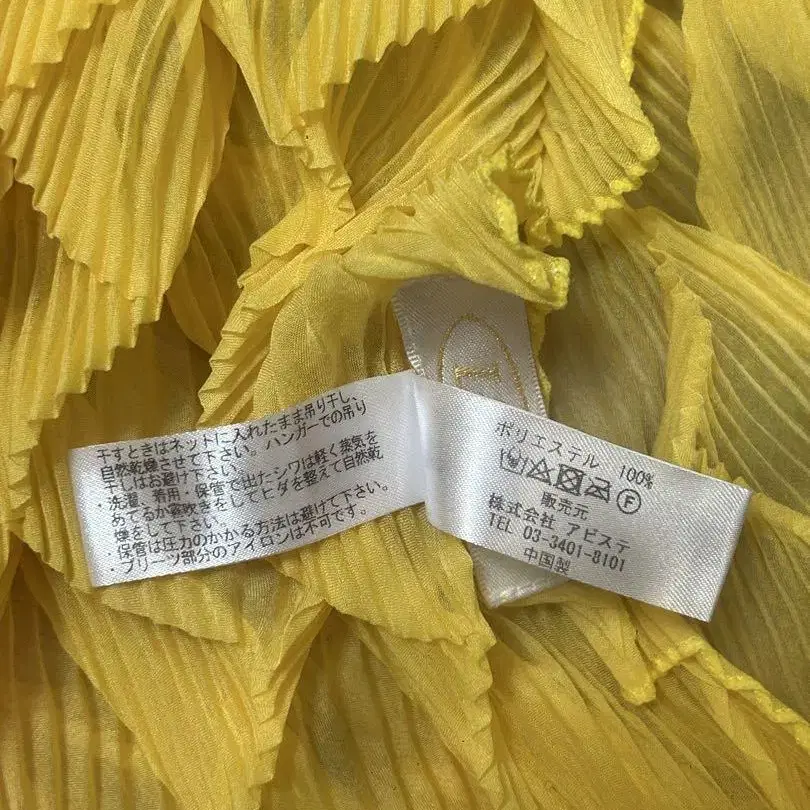 干すときはネットに入れたまま吊り干し、
自然乾燥させて下さい。ハンガーでの吊り
干しはお避け下さい。
・洗濯、着用・保管で出たシワは軽く蒸気を
あてるか霧吹きをしてヒダを整えて自然乾
燥をして下さい。
・保管は圧力のかかる方法は避けて下さい。
・プリーツ部分のアイロンは不可です。
L
ポリエステル 100%
F
販売元
株式会社 アビステ
TEL 03-3401-8101
中国製